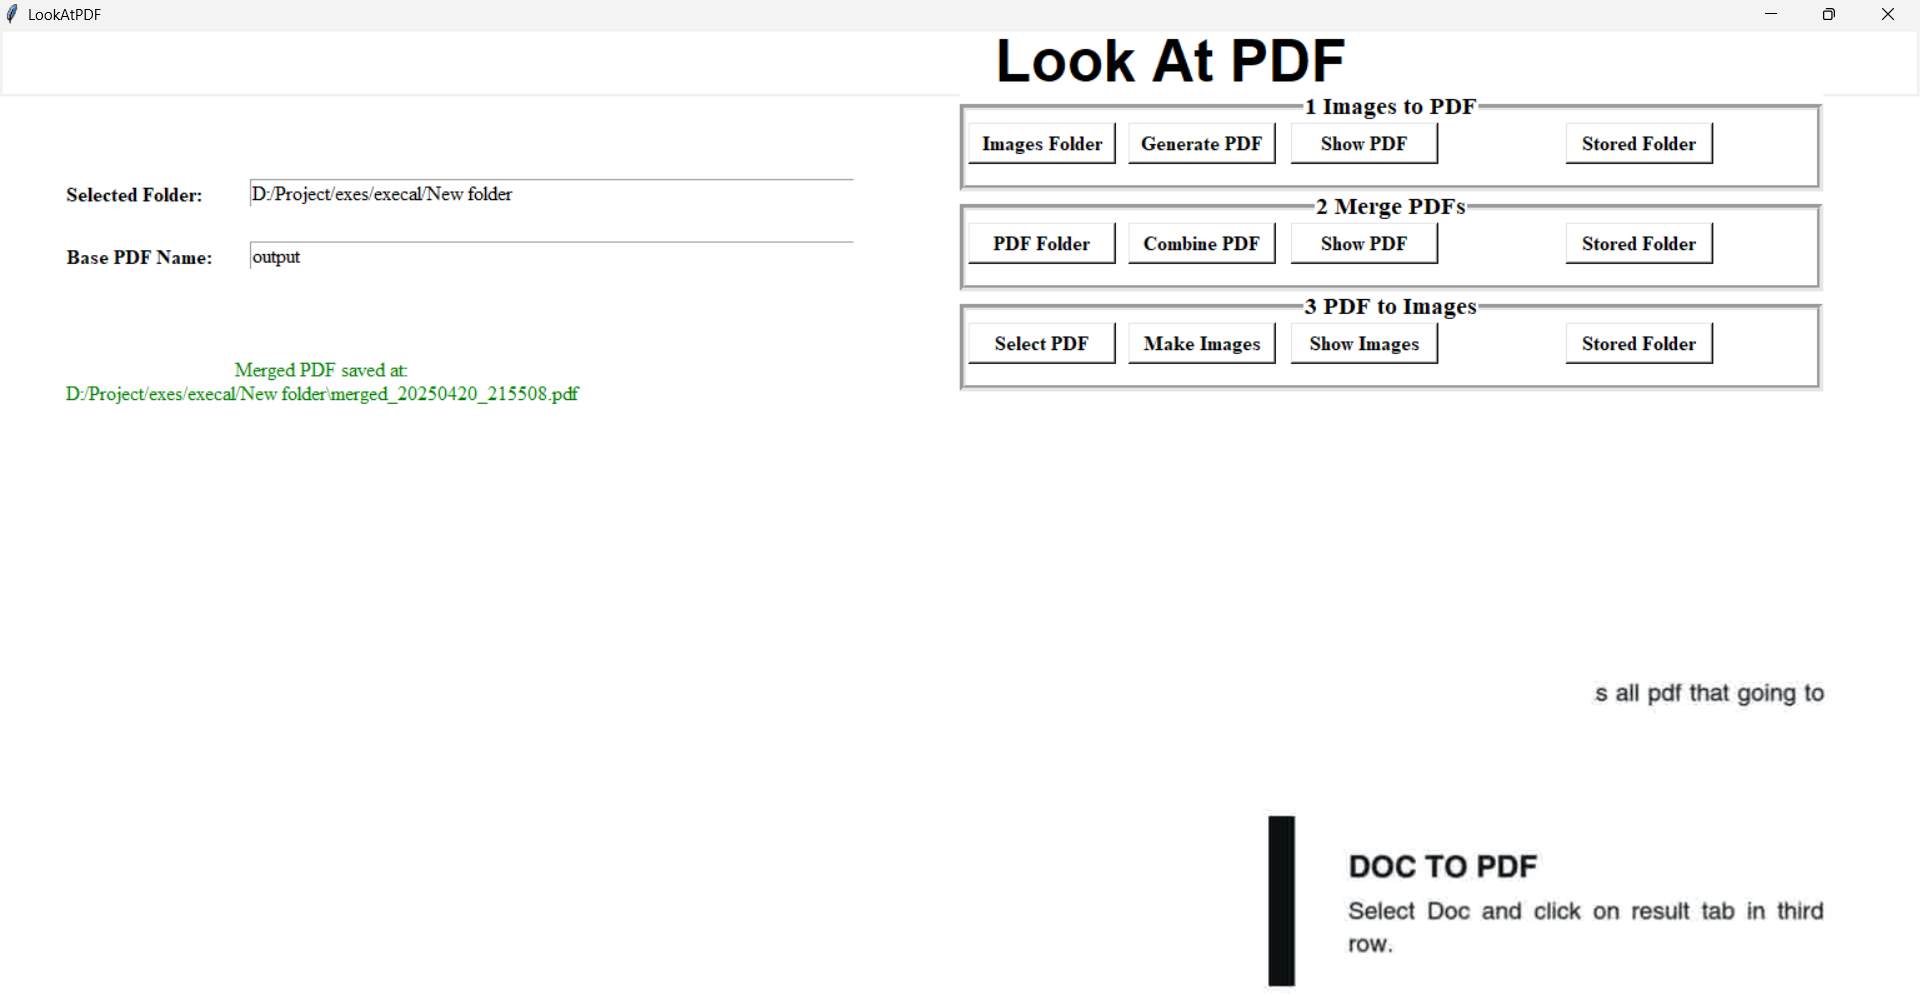 LookAtPDF
Look At PDF
1 Images to PDF
Images Folder Generate PDF Show PDF Stored Folder
Selected Folder: D:/Project/exes/execal/New folder
2 Merge PDFs
PDF Folder Combine PDF Show PDF Stored Folder
Base PDF Name: output
3 PDF to Images
Select PDF Make Images Show Images Stored Folder
Merged PDF saved at:
D:/Project/exes/execal/New folder\merged_20250420_215508.pdf
s all pdf that going to
DOC TO PDF
Select Doc and click on result tab in third
row.